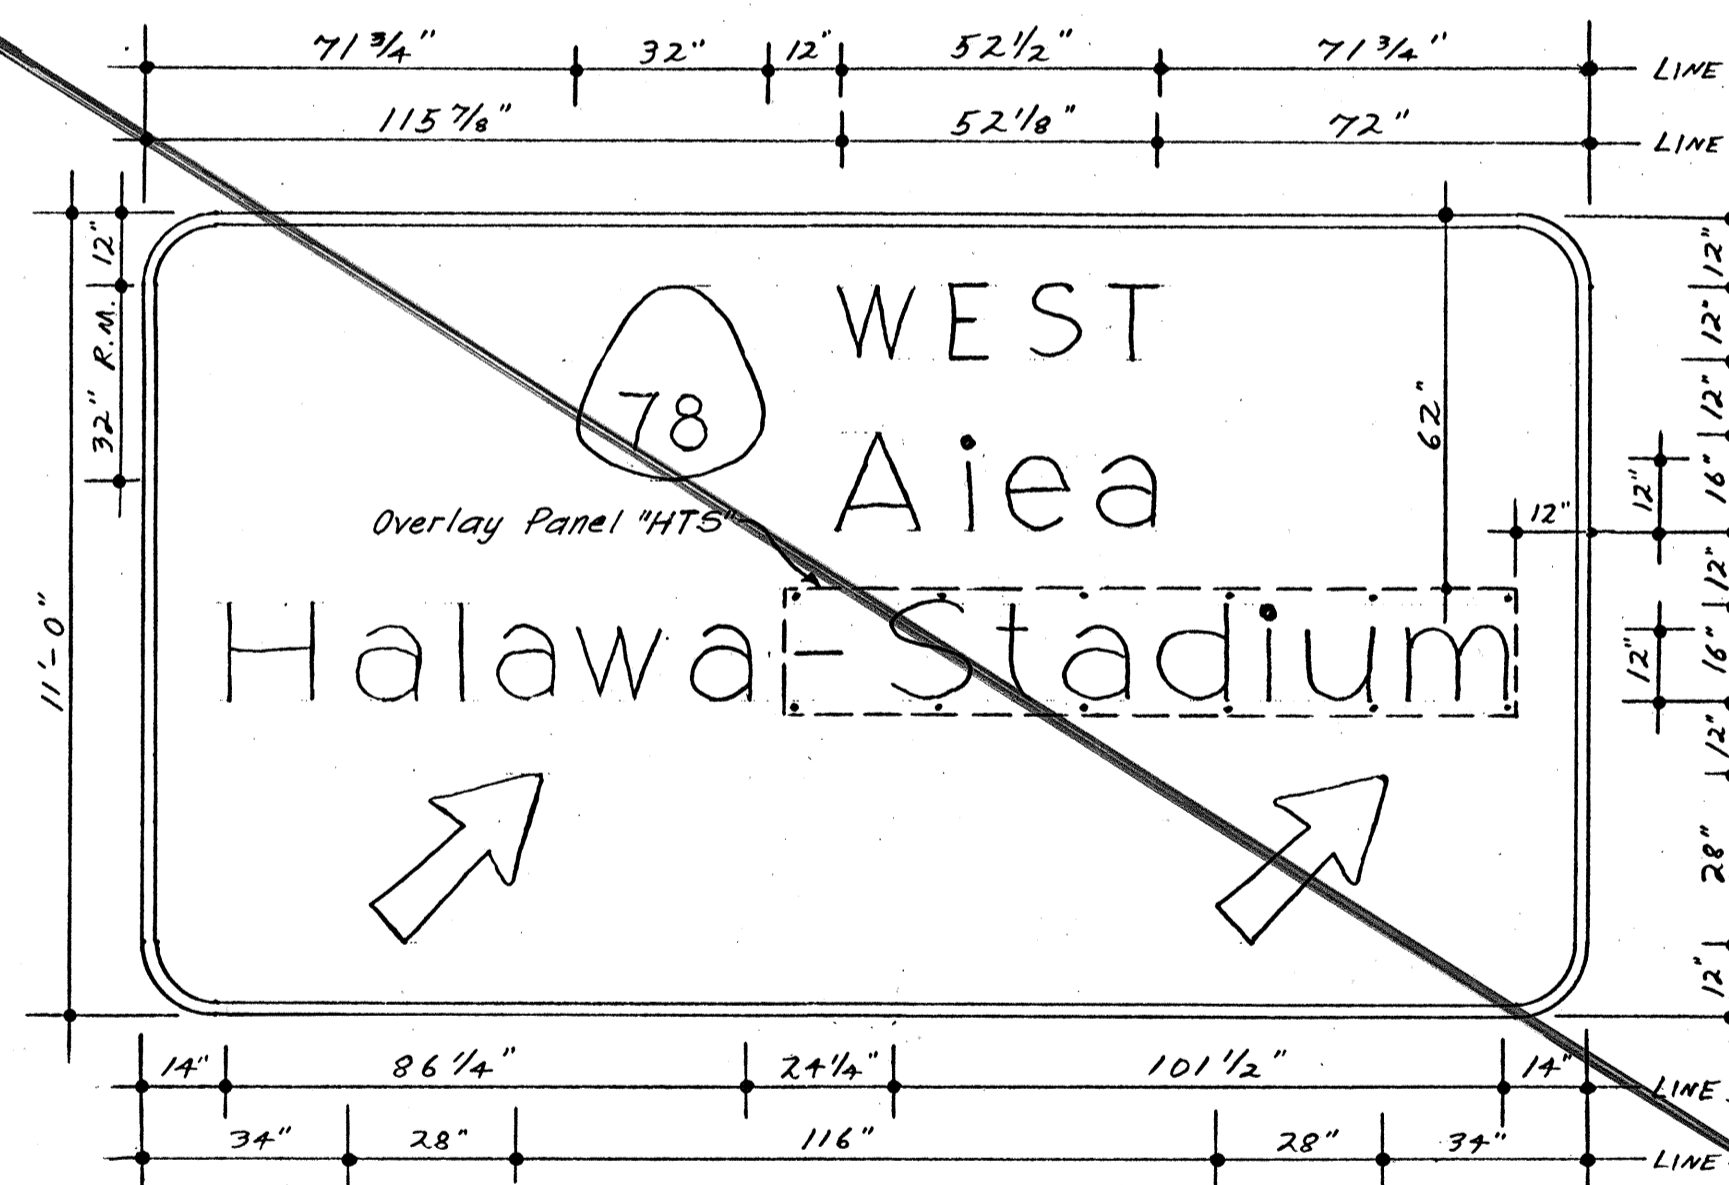 71 3/4" 32" 12" 52 1/2" 71 3/4" LINE
115 7/8" 52 1/8" 72" LINE
12"
32" R.M.
11'-0"
WEST
78
Aiea
Overlay Panel "HTS"
Halawa-Stadium
62"
12"
12"
12"
12"
12"
12"
16"
12"
16"
12"
28"
12"
14" 86 1/4" 24 1/4" 101 1/2" 14" LINE
34" 28" 116" 28" 34" LINE